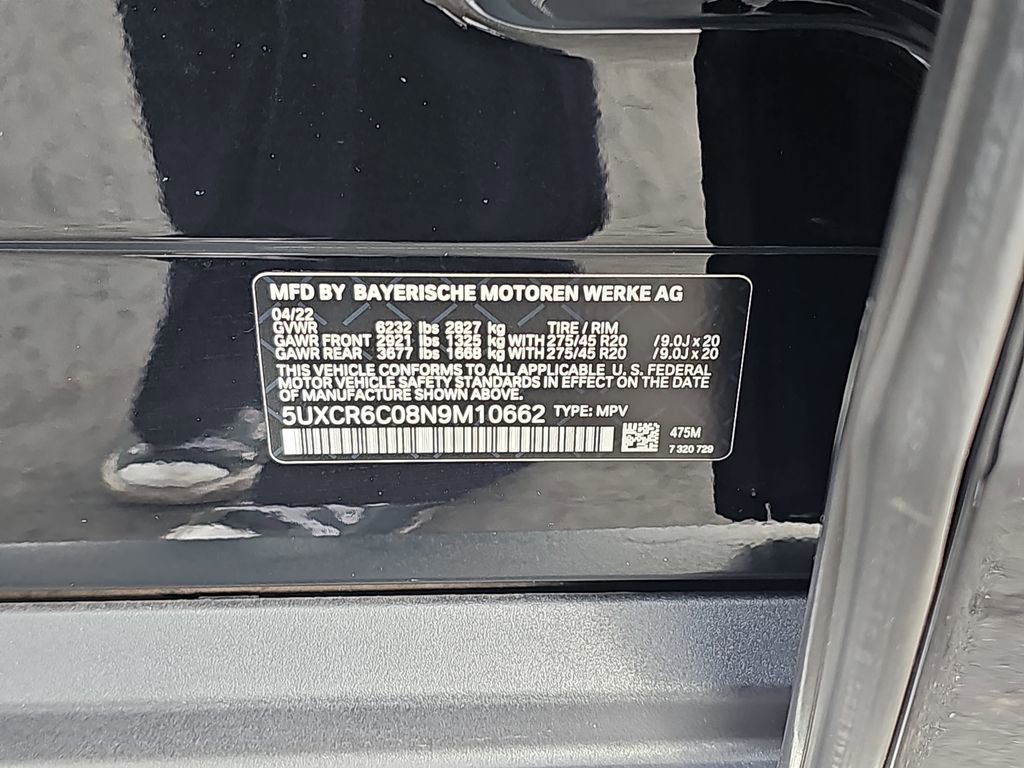 MFD BY BAYERISCHE MOTOREN WERKE AG
04/22
GVWR 6232 lbs 2827 kg TIRE / RIM
GAWR FRONT 2921 lbs 1325 kg WITH 275/45 R20 / 9.0J x 20
GAWR REAR 3677 lbs 1668 kg WITH 275/45 R20 / 9.0J x 20
THIS VEHICLE CONFORMS TO ALL APPLICABLE U. S. FEDERAL
MOTOR VEHICLE SAFETY STANDARDS IN EFFECT ON THE DATE
OF MANUFACTURE SHOWN ABOVE.
5UXCR6C08N9M10662 TYPE: MPV
475M
7 320 729